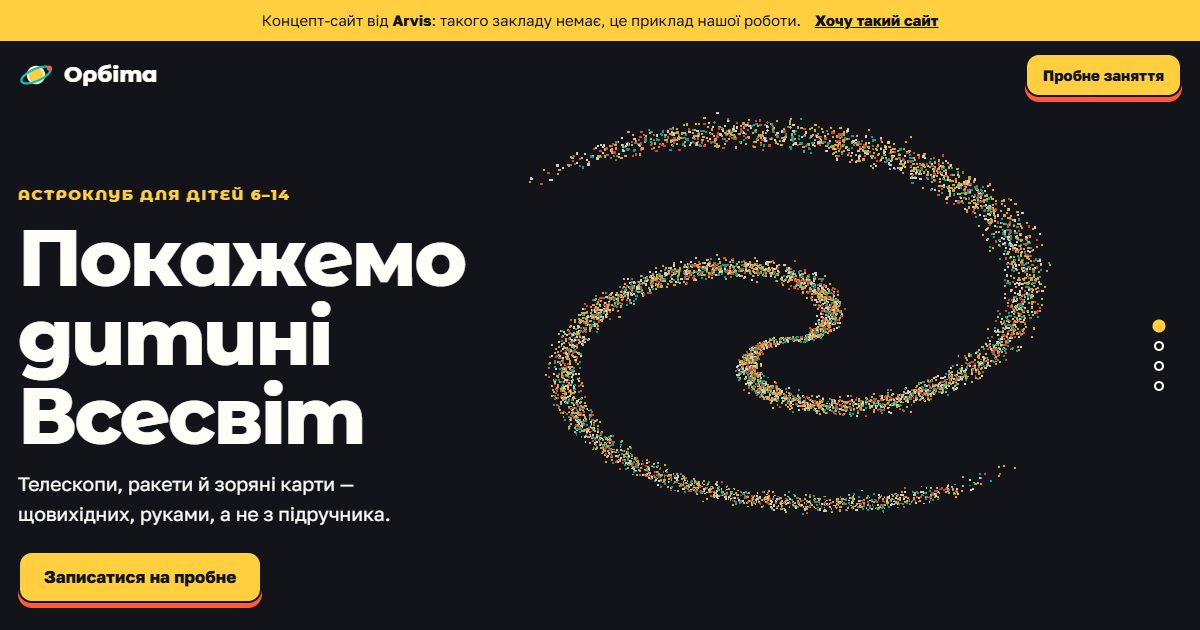 Концепт-сайт від Arvis: такого закладу немає, це приклад нашої роботи. Хочу такий сайт
Орбіта
Пробне заняття
АСТРОКЛУБ ДЛЯ ДІТЕЙ 6–14
Покажемо
дитині
Всесвіт
Телескопи, ракети й зоряні карти —
щовихідних, руками, а не з підручника.
Записатися на пробне